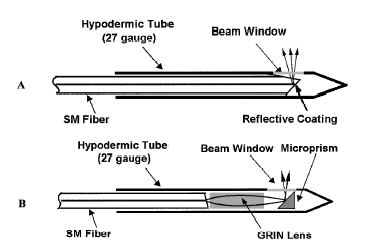 Hypodermic Tube
(27 gauge)
Beam Window
A
SM Fiber
Reflective Coating
Hypodermic Tube
(27 gauge)
Beam Window
Microprism
B
SM Fiber
GRIN Lens